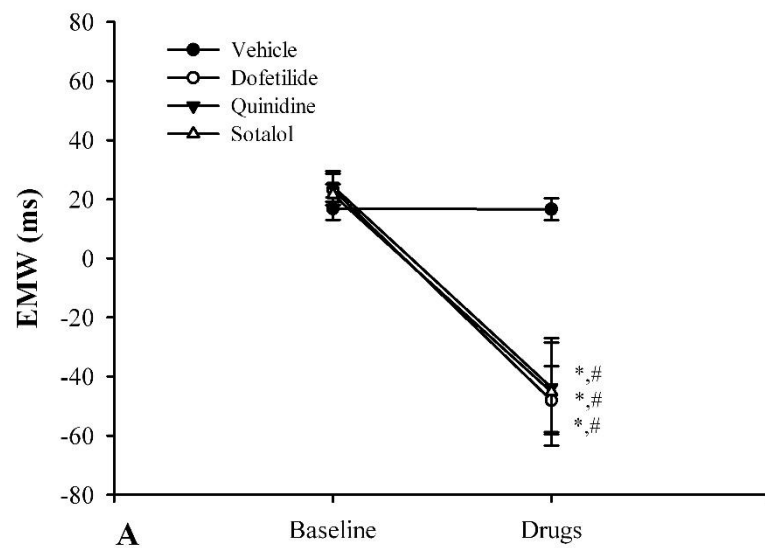 80
60
40
20
0
-20
-40
-60
-80
EMW (ms)
Vehicle
Dofetilide
Quinidine
Sotalol
*,#
*,#
*,#
A
Baseline
Drugs